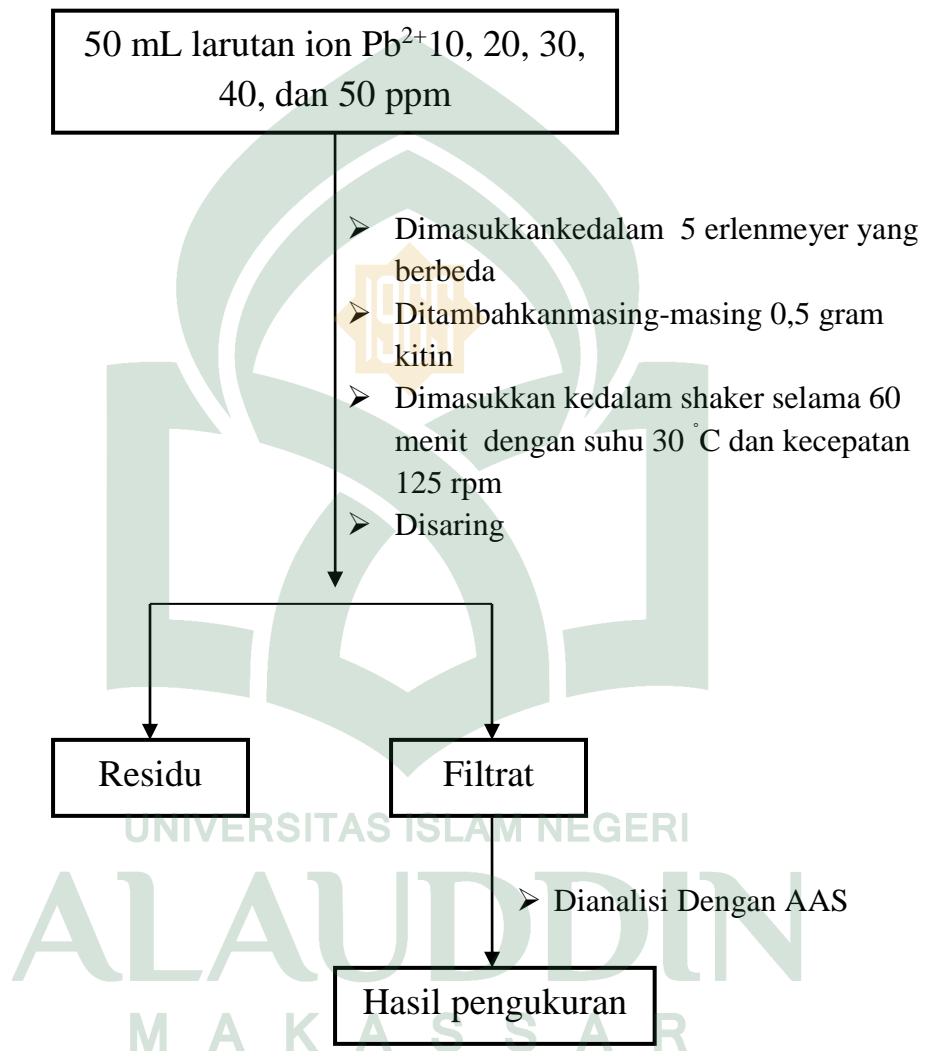 50 mL larutan ion Pb²⁺10, 20, 30,
40, dan 50 ppm
➢ Dimasukkankedalam 5 erlenmeyer yang
berbeda
➢ Ditambahkanmasing-masing 0,5 gram
kitin
➢ Dimasukkan kedalam shaker selama 60
menit dengan suhu 30 °C dan kecepatan
125 rpm
➢ Disaring
Residu
Filtrat
UNIVERSITAS ISLAM NEGERI
ALAUDDIN
➢ Dianalisi Dengan AAS
Hasil pengukuran
MAKASSAR